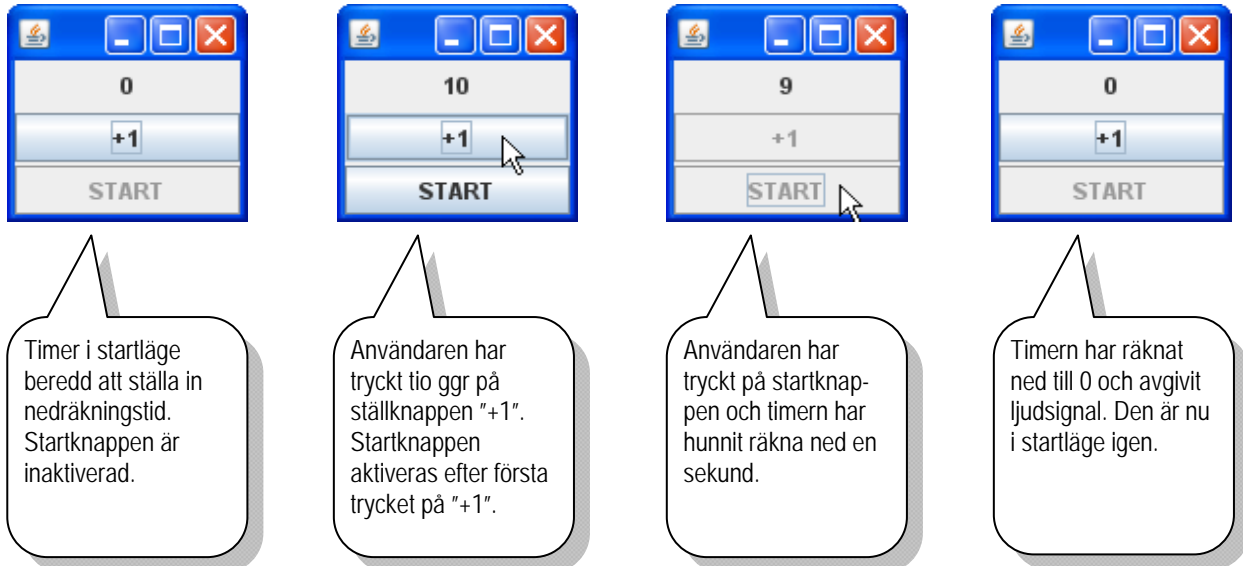 0
+1
START
10
+1
START
9
+1
START
0
+1
START
Timer i startläge
beredd att ställa in
nedräkningstid.
Startknappen är
inaktiverad.
Användaren har
tryckt tio ggr på
ställknappen "+1".
Startknappen
aktiveras efter första
trycket på "+1".
Användaren har
tryckt på startknap-
pen och timern har
hunnit räkna ned en
sekund.
Timern har räknat
ned till 0 och avgivit
ljudsignal. Den är nu
i startläge igen.